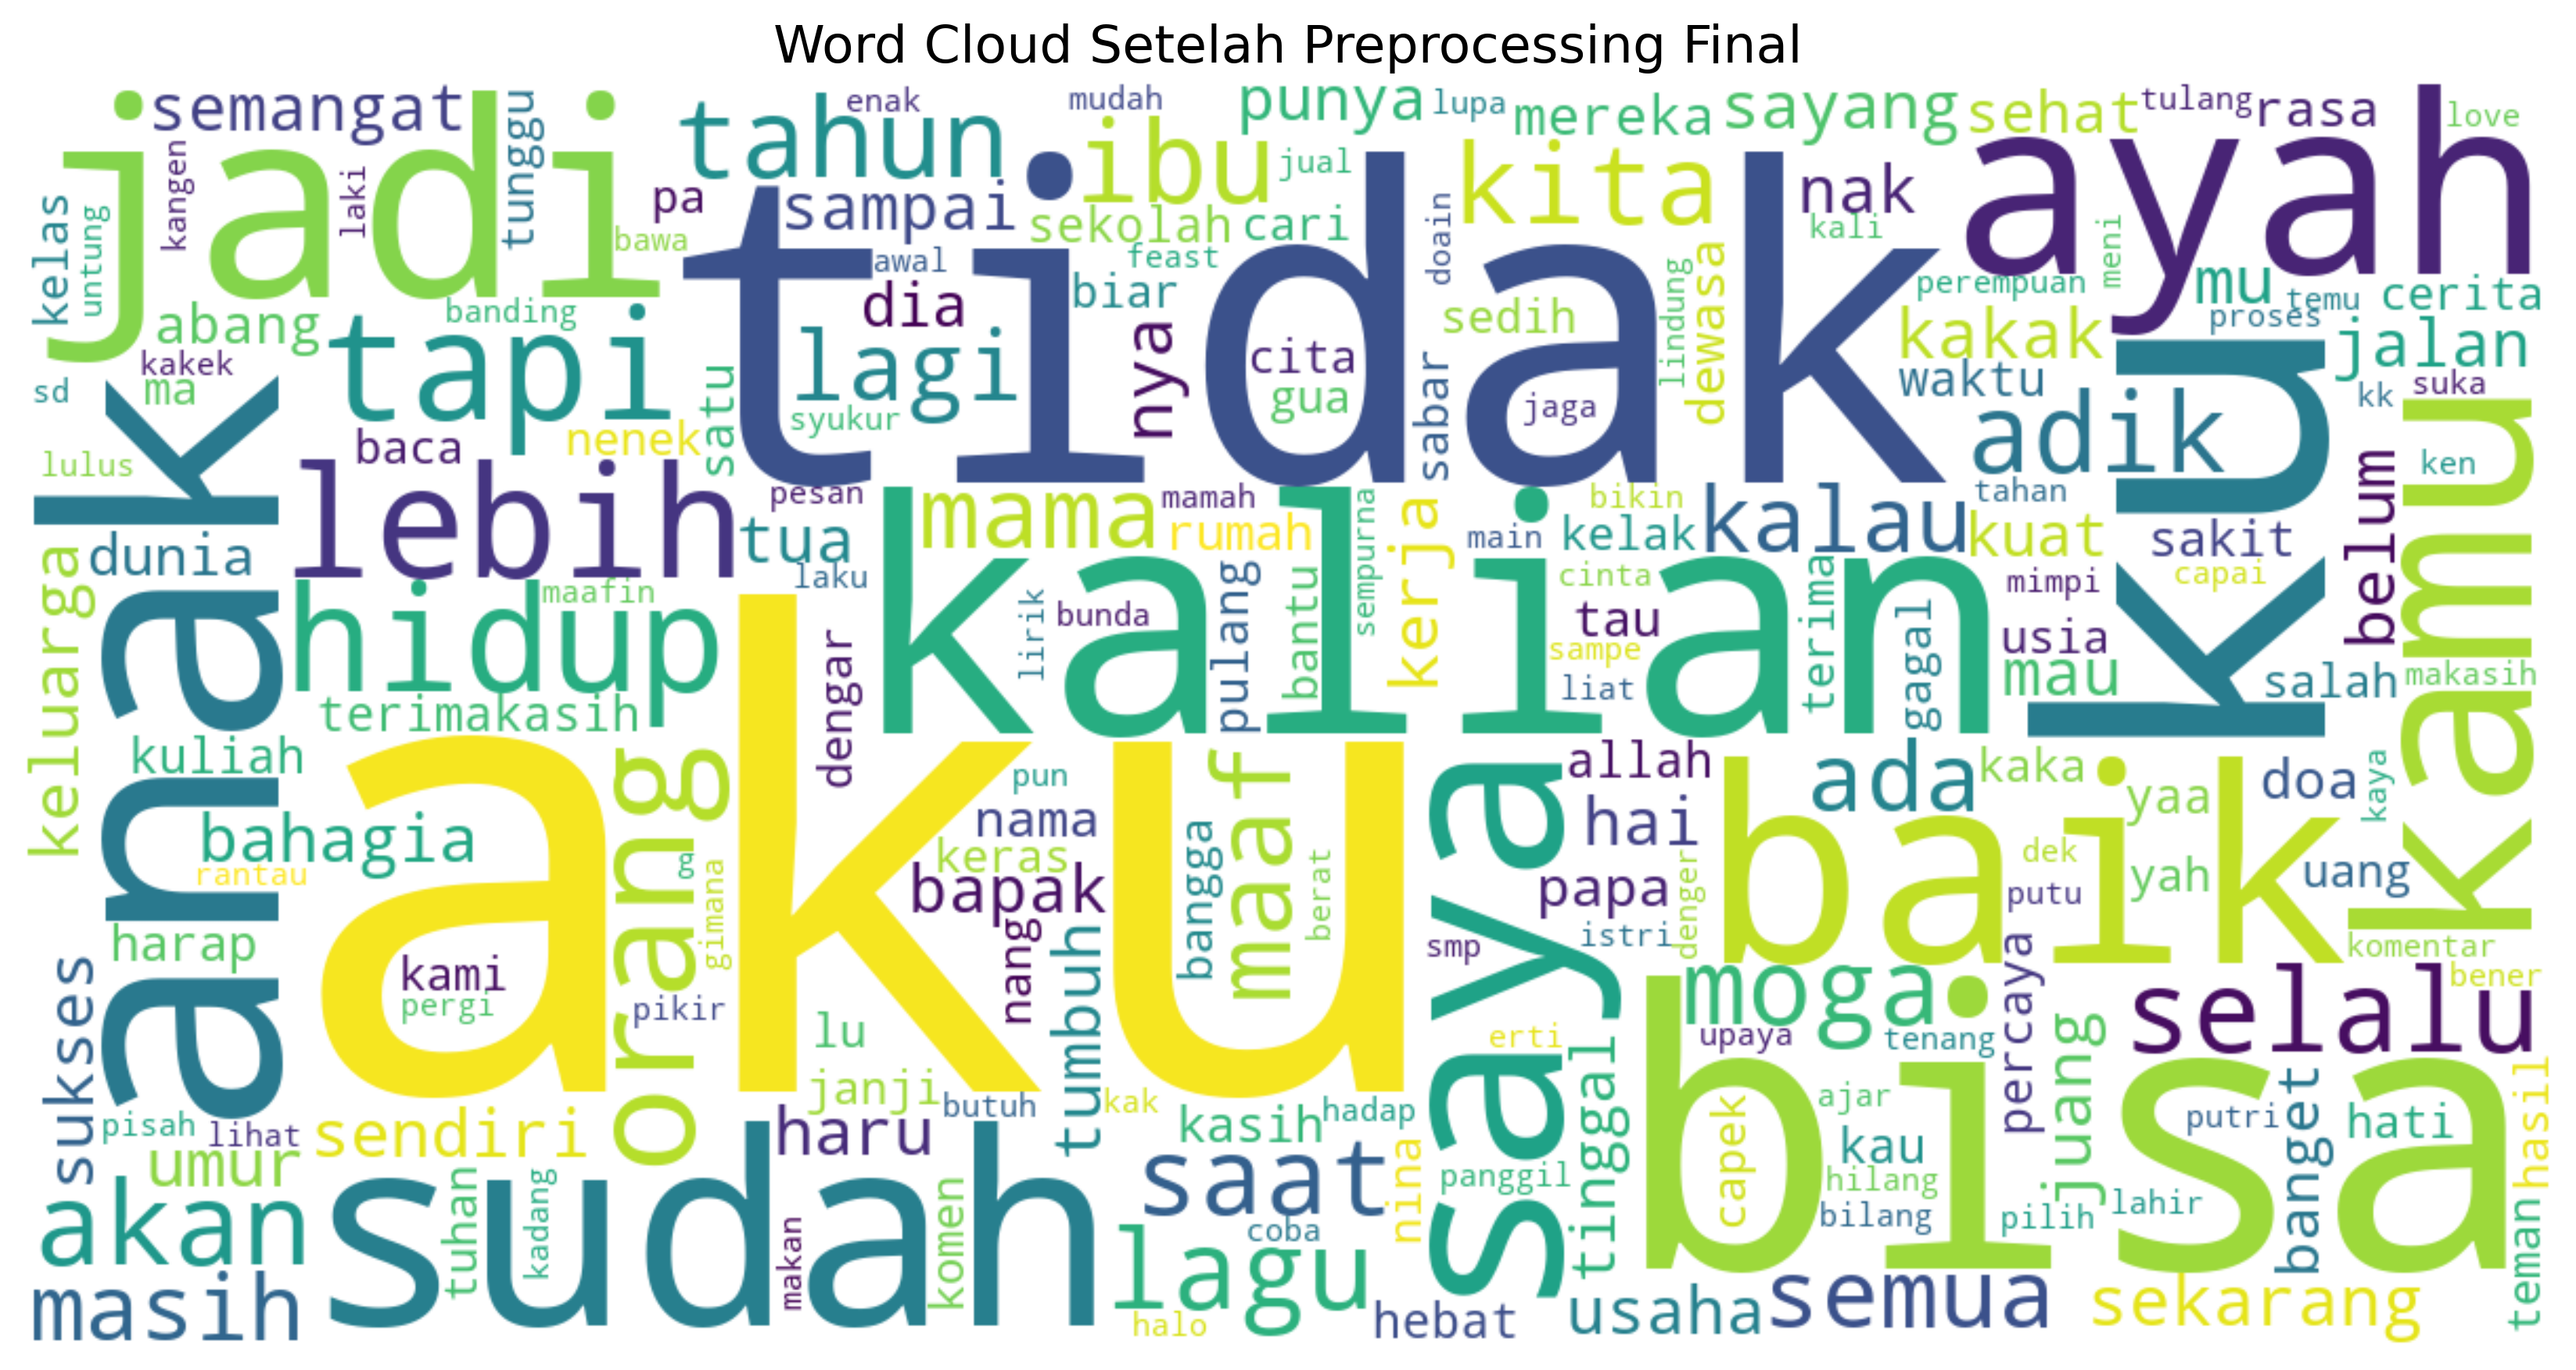 Word Cloud Setelah Preprocessing Final
semangat
jadi
tunggu
tahun
enak
mudah
ibu
punya
lupa
mereka
sayang
sehat
tulang
rasa
love
ayah
kelas
untung
kangen
laki
pa
bawa
sampai
sekolah
jual
cari
kita
nak
kali
meni
tidak
awal
feast
doain
dewasa
lindung
perempuan
mu
temu
cerita
proses
abang
banding
tapi
dia
biar
nya
cita
gua
sedih
kakak
jalan
kakek
sd
ma
lagi
syukur
satu
jaga
sabar
waktu
adik
ku
kk
suka
baca
nenek
lulus
anak
lebih
pesan
mama
mamah
sempurna
bikin
tahan
belum
ken
kamu
dunia
tua
laku
rumah
kerja
main
kelak
kalau
kuat
sakit
capai
keluarga
hidup
maafin
kalian
lirik
bunda
pulang
bantu
cinta
tau
sampe
liat
terima
gagal
mimpi
usia
mau
salah
makasih
terimakasih
dengar
kuliah
aku
orang
pun
maaf
saya
allah
ada
kaka
baik
yaa
doa
kaya
bahagia
rantau
g
gimana
nama
keras
bapak
bangga
berat
hai
papa
denger
dek
putu
yah
uang
harap
kami
pergi
pikir
nang
tumbuh
smp
istri
komentar
bener
sukses
lu
janji
butuh
kak
erti
moga
upaya
tenang
percaya
juang
selalu
hasil
pisah
lihat
sendiri
haru
kasih
hadap
tinggal
bisa
capek
ajar
kau
hilang
bilang
putri
banget
hati
umur
akan
sudah
tuhan
kadang
makan
komen
saat
nina
panggil
pilih
lahir
teman
coba
lagu
masih
halo
hebat
usaha
semua
sekarang